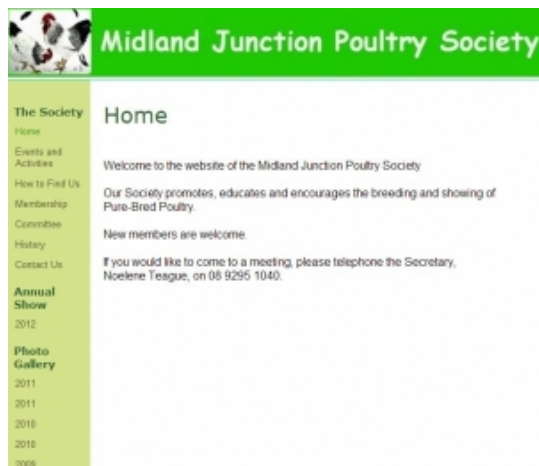 Midland Junction Poultry Society
The Society
Home
Events and
Activities
How to Find Us
Membership
Committee
History
Contact Us
Annual
Show
2012
Photo
Gallery
2011
2011
2010
2010
2009
Home
Welcome to the website of the Midland Junction Poultry Society
Our Society promotes, educates and encourages the breeding and showing of
Pure-Bred Poultry.
New members are welcome.
If you would like to come to a meeting, please telephone the Secretary,
Noelene Teague, on 08 9295 1040.